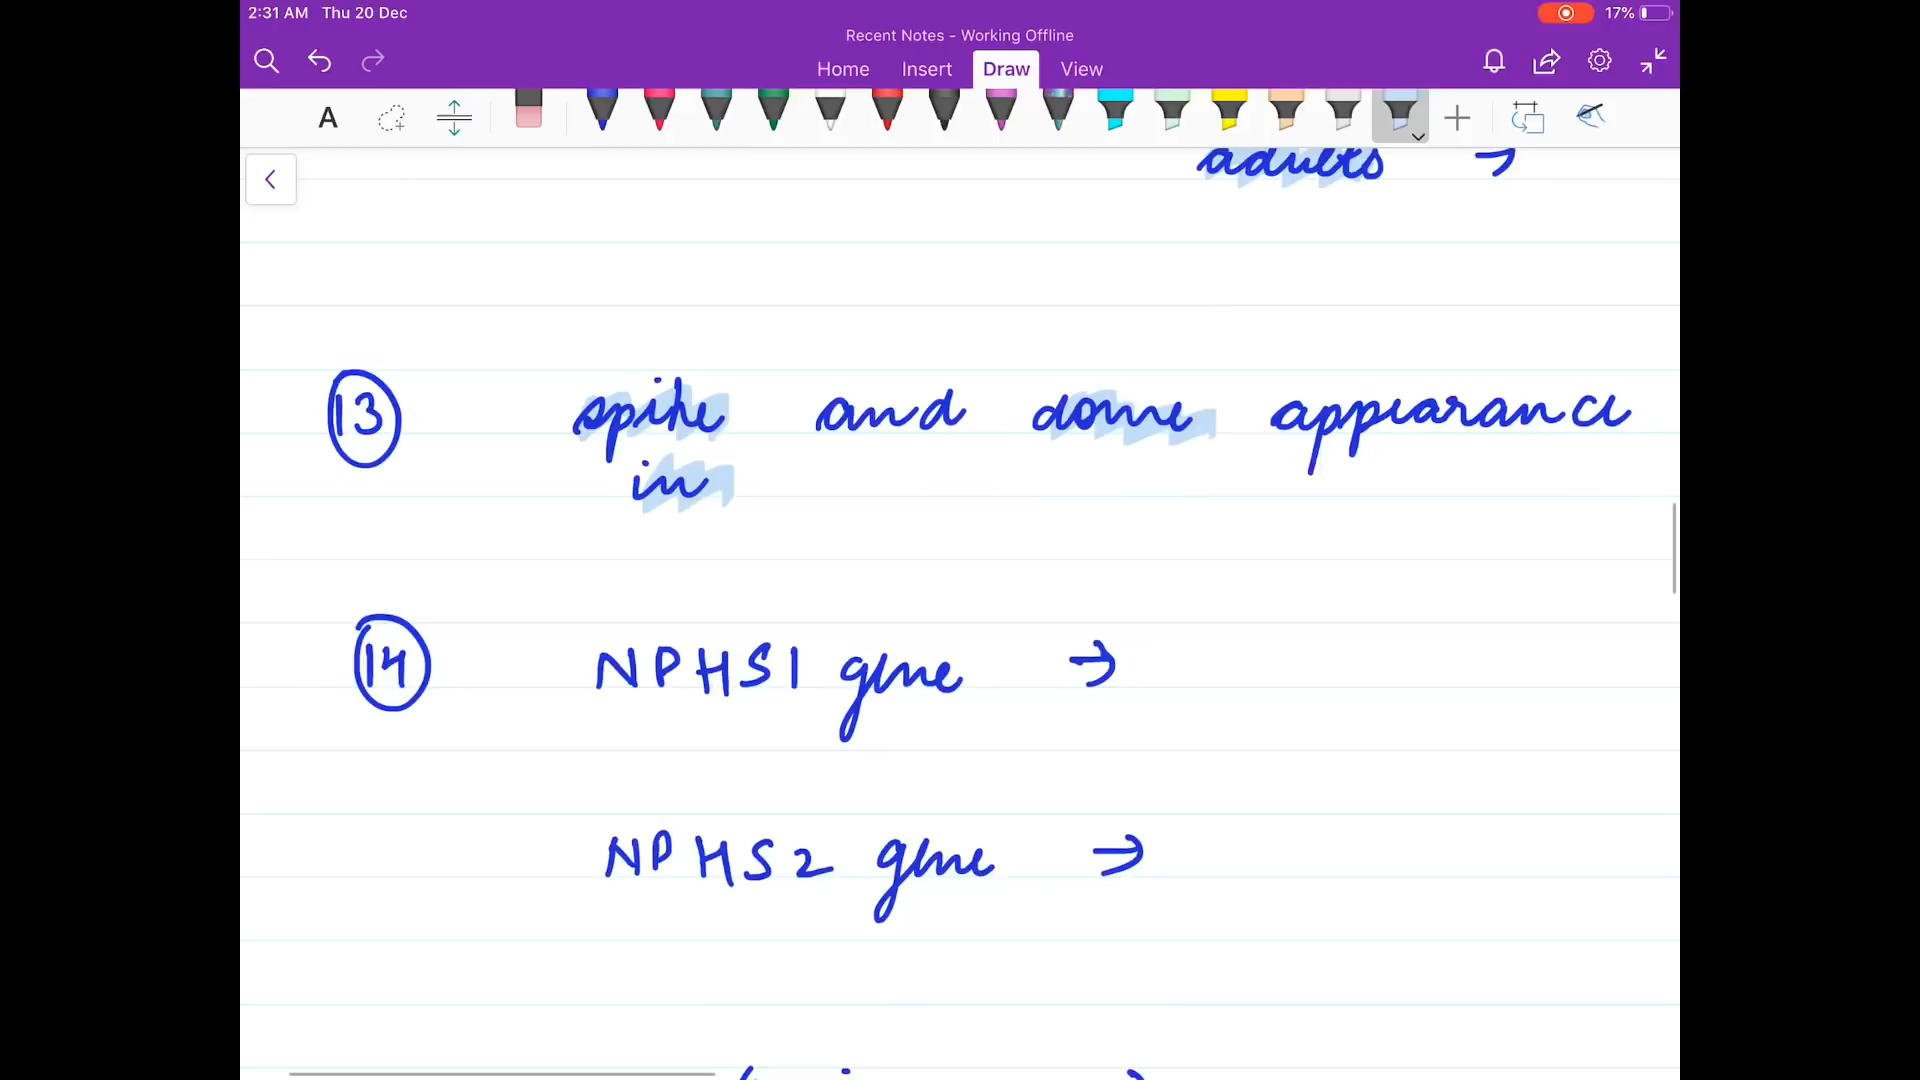 2:31 AM Thu 20 Dec
17%
Recent Notes - Working Offline
Home Insert Draw View
A
adults →
13 spike and dome appearance
in
14 NPHS1 gene →
NPHS2 gene →